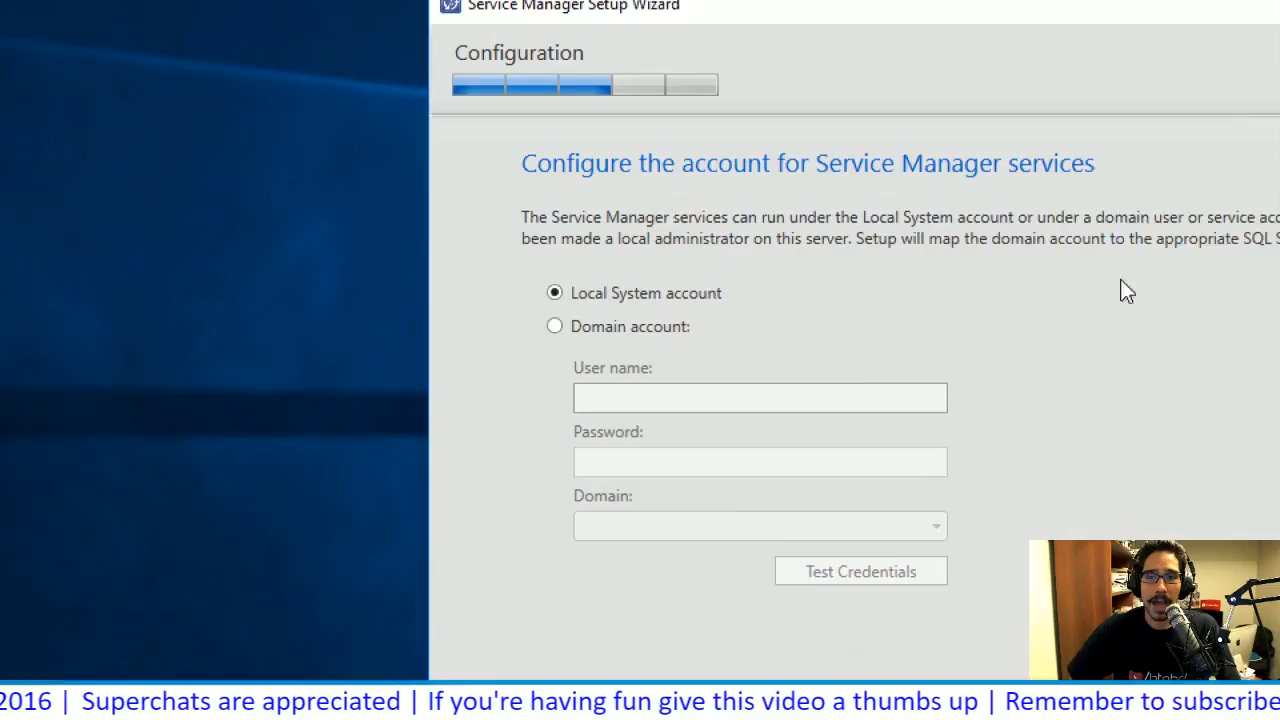 Service Manager Setup Wizard
Configuration
Configure the account for Service Manager services
The Service Manager services can run under the Local System account or under a domain user or service
been made a local administrator on this server. Setup will map the domain account to the appropriate SQL
Local System account
Domain account:
User name:
Password:
Domain:
Test Credentials
2016 | Superchats are appreciated | If you're having fun give this video a thumbs up | Remember to subscribe